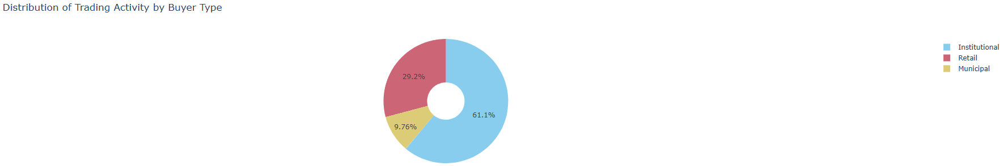 Distribution of Trading Activity by Buyer Type
Institutional
Retail
Municipal
29.2%
61.1%
9.76%